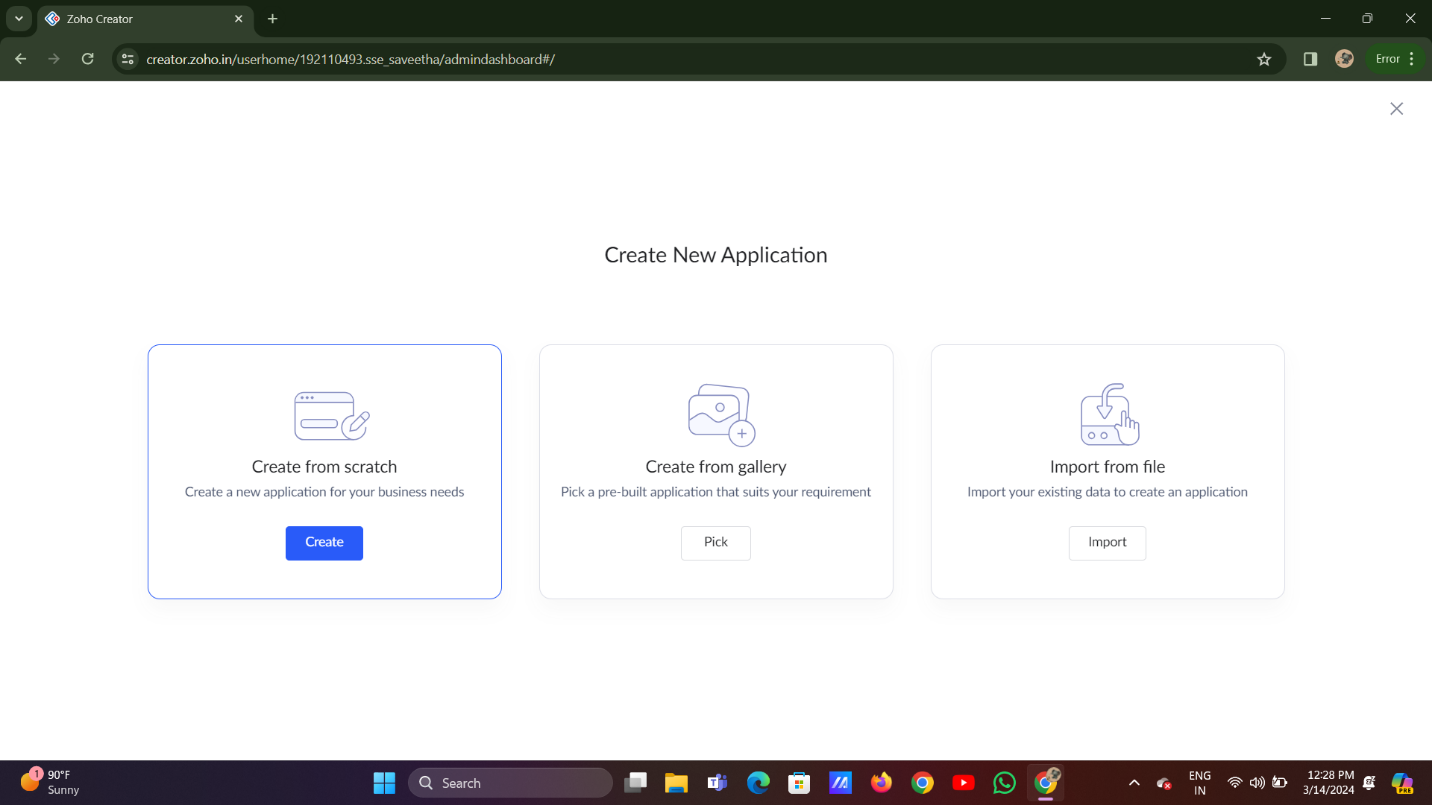 Zoho Creator
creator.zoho.in/userhome/192110493.sse_saveetha/admindashboard#/
Error
Create New Application
Create from scratch
Create a new application for your business needs
Create
Create from gallery
Pick a pre-built application that suits your requirement
Pick
Import from file
Import your existing data to create an application
Import
1
90°F
Sunny
Search
ENG
IN
12:28 PM
3/14/2024
PRE